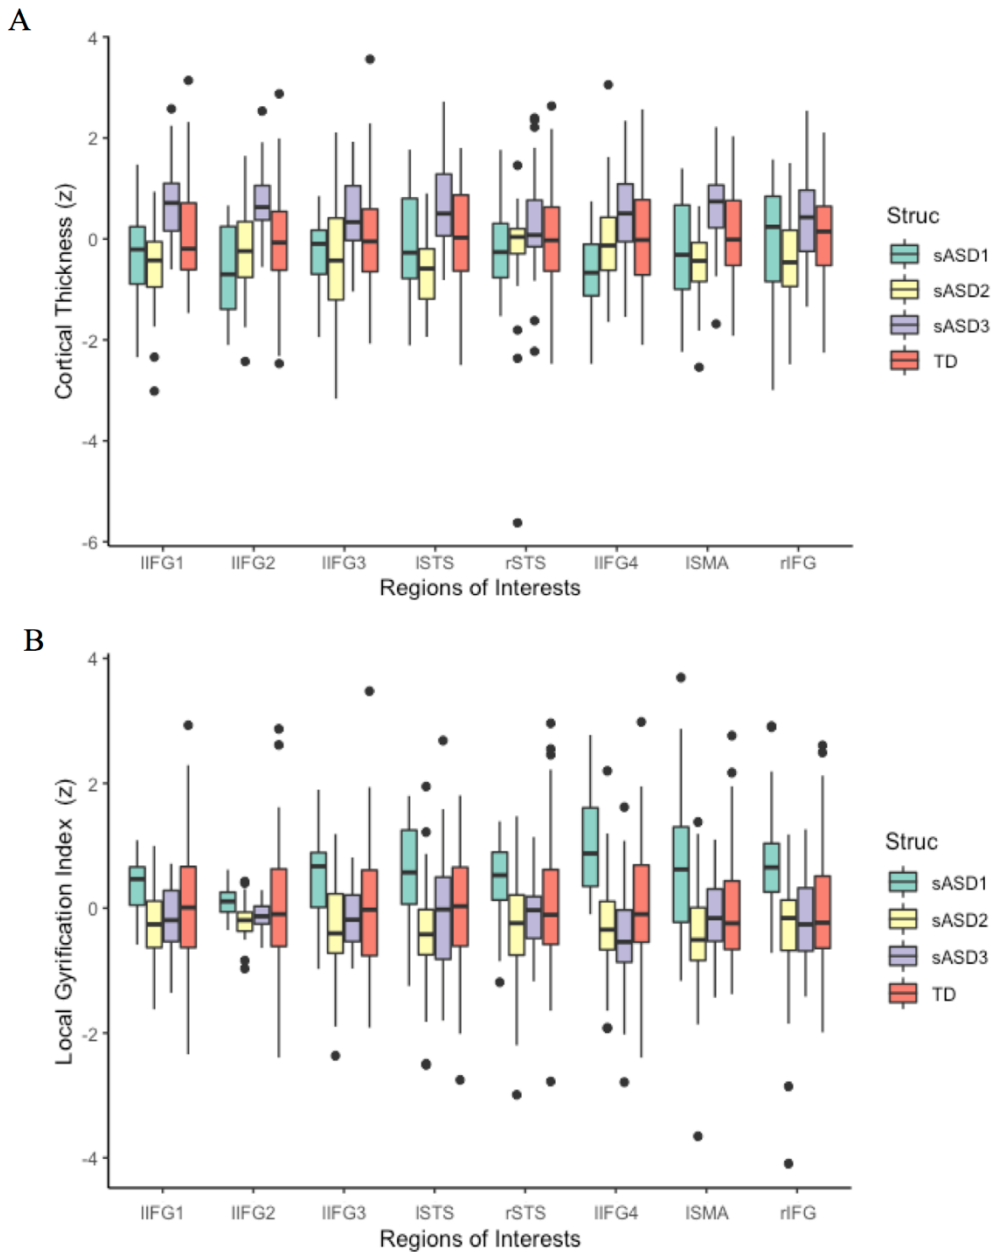 A
4
2
0
-2
-4
-6
Cortical Thickness (z)
lIFG1 lIFG2 lIFG3 lSTS rSTS lIFG4 lSMA rIFG
Regions of Interests
Struc
sASD1
sASD2
sASD3
TD
B
4
2
0
-2
-4
Local Gyrification Index (z)
lIFG1 lIFG2 lIFG3 lSTS rSTS lIFG4 lSMA rIFG
Regions of Interests
Struc
sASD1
sASD2
sASD3
TD